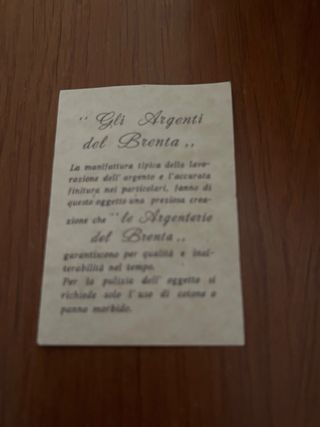 "Gli Argenti
del Brenta„
La manifattura tipica della lavo-
razione dell'argento e l'accurata
finitura nei particolari, fanno di
questo oggetto una preziosa crea-
zione che "le Argenterie
del Brenta„
garantiscono per qualità e inal-
terabilità nel tempo.
Per la pulizia dell'oggetto si
richiede solo l'uso di cotone o
panno morbido.